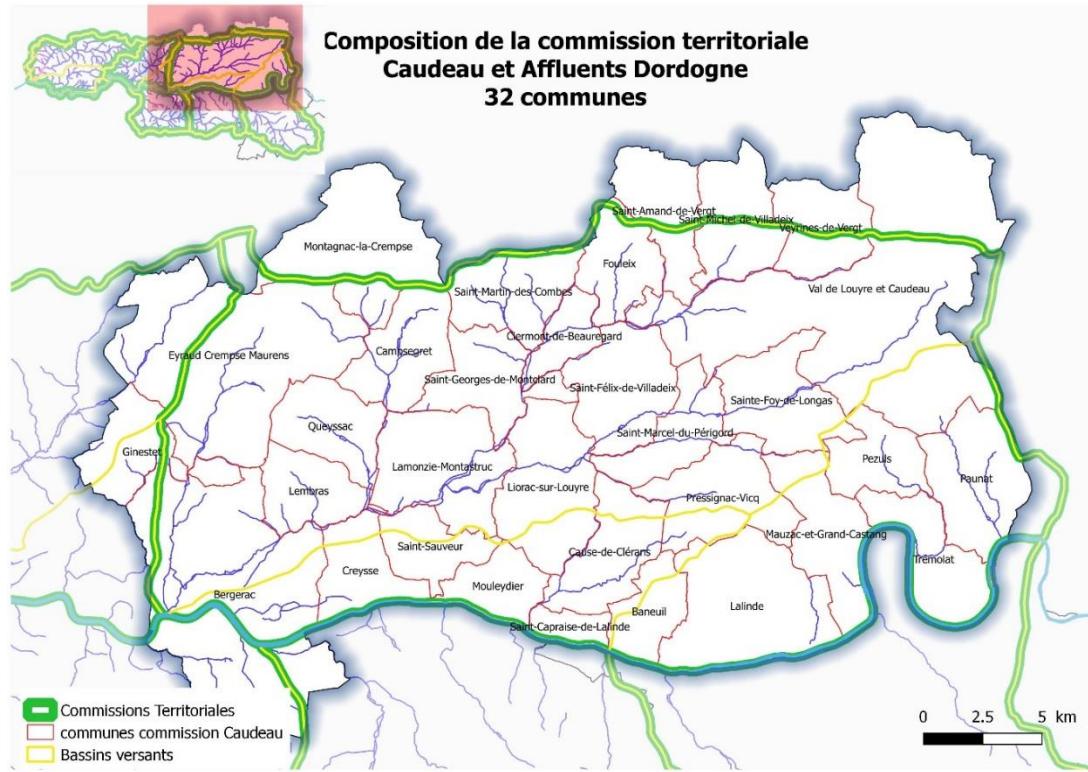 Composition de la commission territoriale
Caudeau et Affluents Dordogne
32 communes
Saint-Amand-de-Vergt
Saint-Michel-de-Villadeix
Veyrines-de-Vergt
Montagnac-la-Crempse
Fouleix
Saint-Martin-des-Combes
Val de Louyre et Caudeau
Clermont-de-Beauregard
Eyraud Crempse Maurens
Campsegret
Saint-Georges-de-Montclard
Saint-Félix-de-Villadeix
Sainte-Foy-de-Longas
Queyssac
Saint-Marcel-du-Périgord
Ginestet
Lamonzie-Montastruc
Pezuls
Paunat
Lembras
Liorac-sur-Louyre
Pressignac-Vicq
Mauzac-et-Grand-Castang
Saint-Sauveur
Cause-de-Clérans
Trémolat
Creysse
Mouleydier
Bergerac
Baneuil
Lalinde
Saint-Capraise-de-Lalinde
Commissions Territoriales
communes commission Caudeau
Bassins versants
0 2.5 5 km